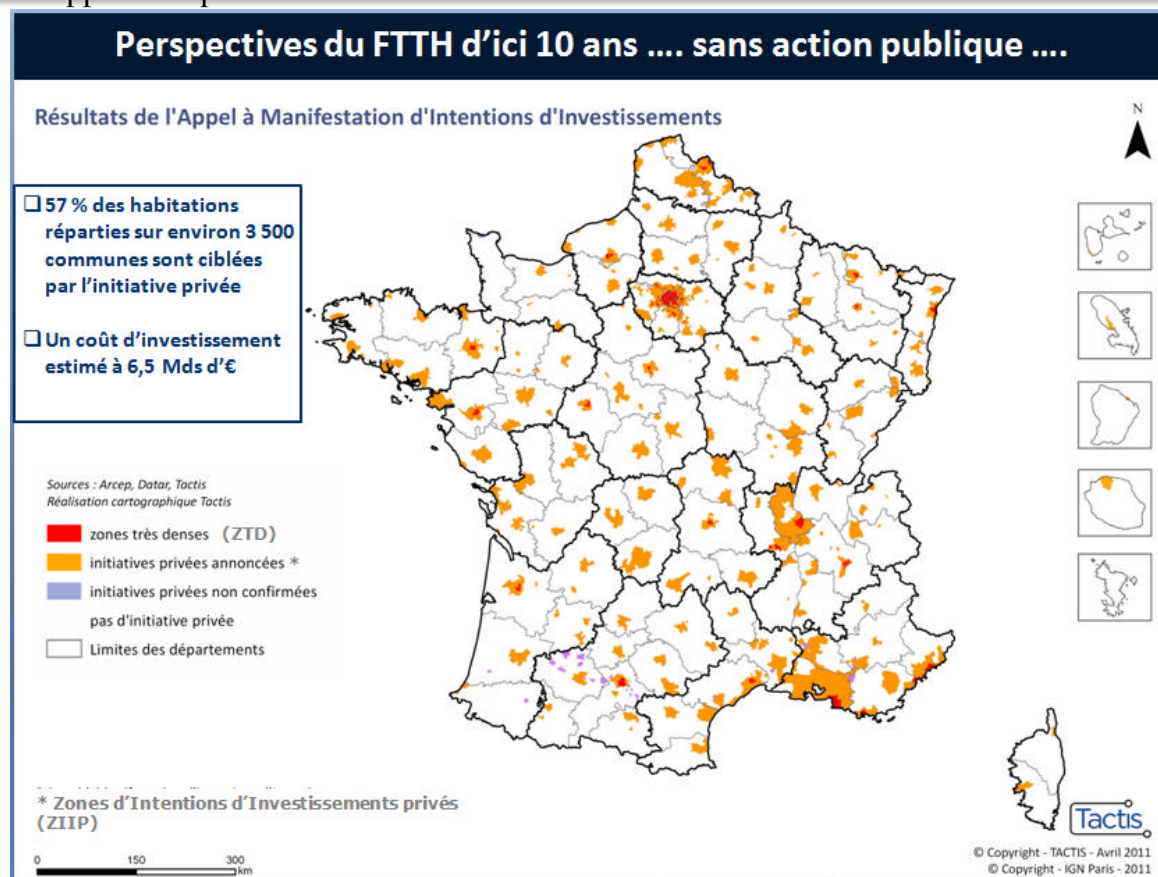 Perspectives du FTTH d'ici 10 ans .... sans action publique ....
Résultats de l'Appel à Manifestation d'Intentions d'Investissements
N
❑ 57 % des habitations
réparties sur environ 3 500
communes sont ciblées
par l'initiative privée
❑ Un coût d'investissement
estimé à 6,5 Mds d'€
Sources : Arcep, Datar, Tactis
Réalisation cartographique Tactis
zones très denses (ZTD)
initiatives privées annoncées *
initiatives privées non confirmées
pas d'initiative privée
Limites des départements
* Zones d'Intentions d'Investissements privés
(ZIIP)
0 150 300
km
Tactis
© Copyright - TACTIS - Avril 2011
© Copyright - IGN Paris - 2011